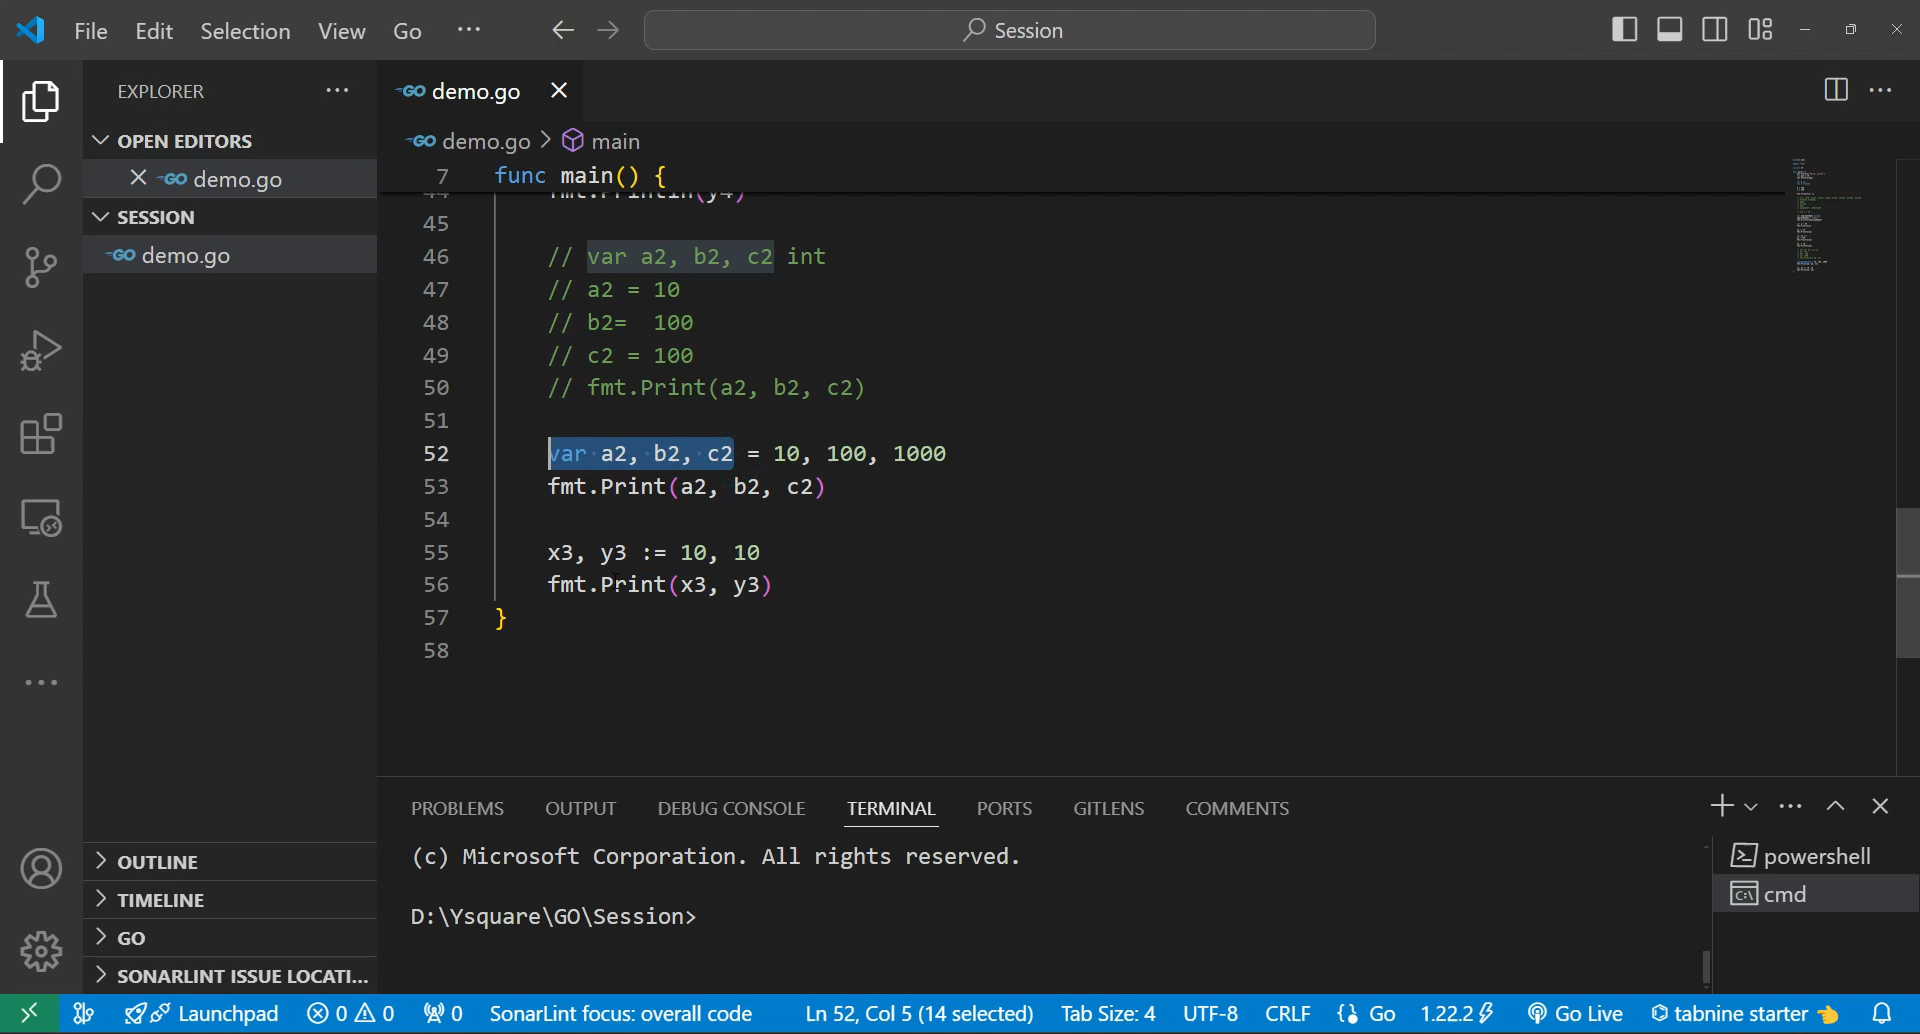 File Edit Selection View Go ··· Session
EXPLORER ···
OPEN EDITORS
demo.go
SESSION
demo.go
OUTLINE
TIMELINE
GO
SONARLINT ISSUE LOCATI...
GO demo.go
GO demo.go > main
7 func main() {
44 fmt.Println(y4)
45
46 // var a2, b2, c2 int
47 // a2 = 10
48 // b2=  100
49 // c2 = 100
50 // fmt.Print(a2, b2, c2)
51
52 var a2, b2, c2 = 10, 100, 1000
53 fmt.Print(a2, b2, c2)
54
55 x3, y3 := 10, 10
56 fmt.Print(x3, y3)
57 }
58
PROBLEMS OUTPUT DEBUG CONSOLE TERMINAL PORTS GITLENS COMMENTS
(c) Microsoft Corporation. All rights reserved.
D:\Ysquare\GO\Session>
powershell
cmd
Launchpad 0 0 0 SonarLint focus: overall code Ln 52, Col 5 (14 selected) Tab Size: 4 UTF-8 CRLF Go 1.22.2 Go Live tabnine starter